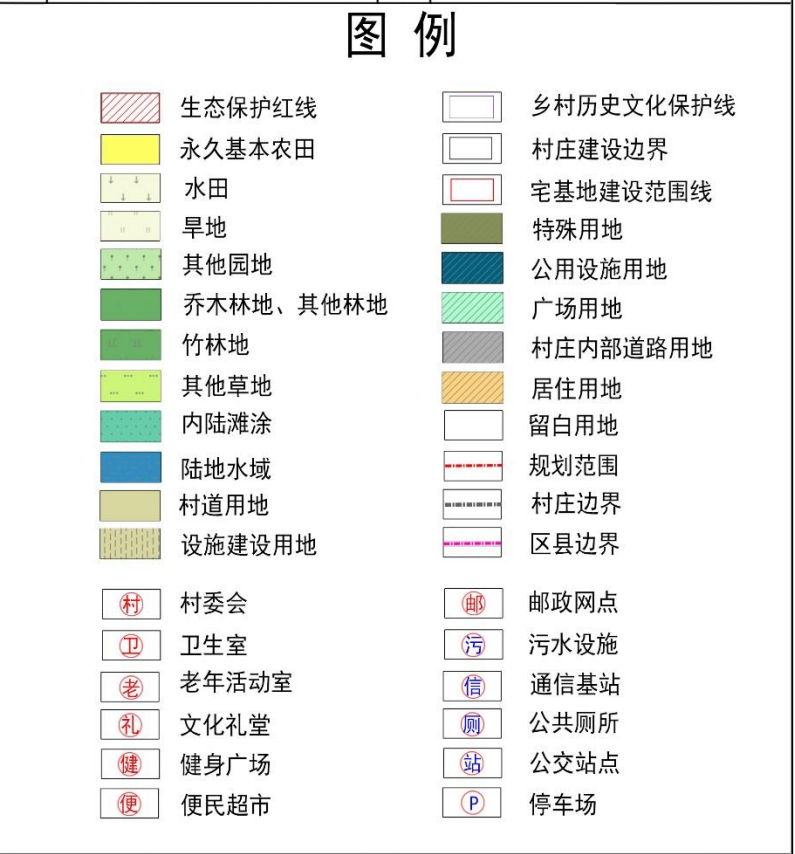 图 例
生态保护红线
永久基本农田
水田
旱地
其他园地
乔木林地、其他林地
竹林地
其他草地
内陆滩涂
陆地水域
村道用地
设施建设用地
乡村历史文化保护线
村庄建设边界
宅基地建设范围线
特殊用地
公用设施用地
广场用地
村庄内部道路用地
居住用地
留白用地
规划范围
村庄边界
区县边界
村 村委会
卫 卫生室
老 老年活动室
礼 文化礼堂
健 健身广场
便 便民超市
邮 邮政网点
污 污水设施
信 通信基站
厕 公共厕所
站 公交站点
P 停车场